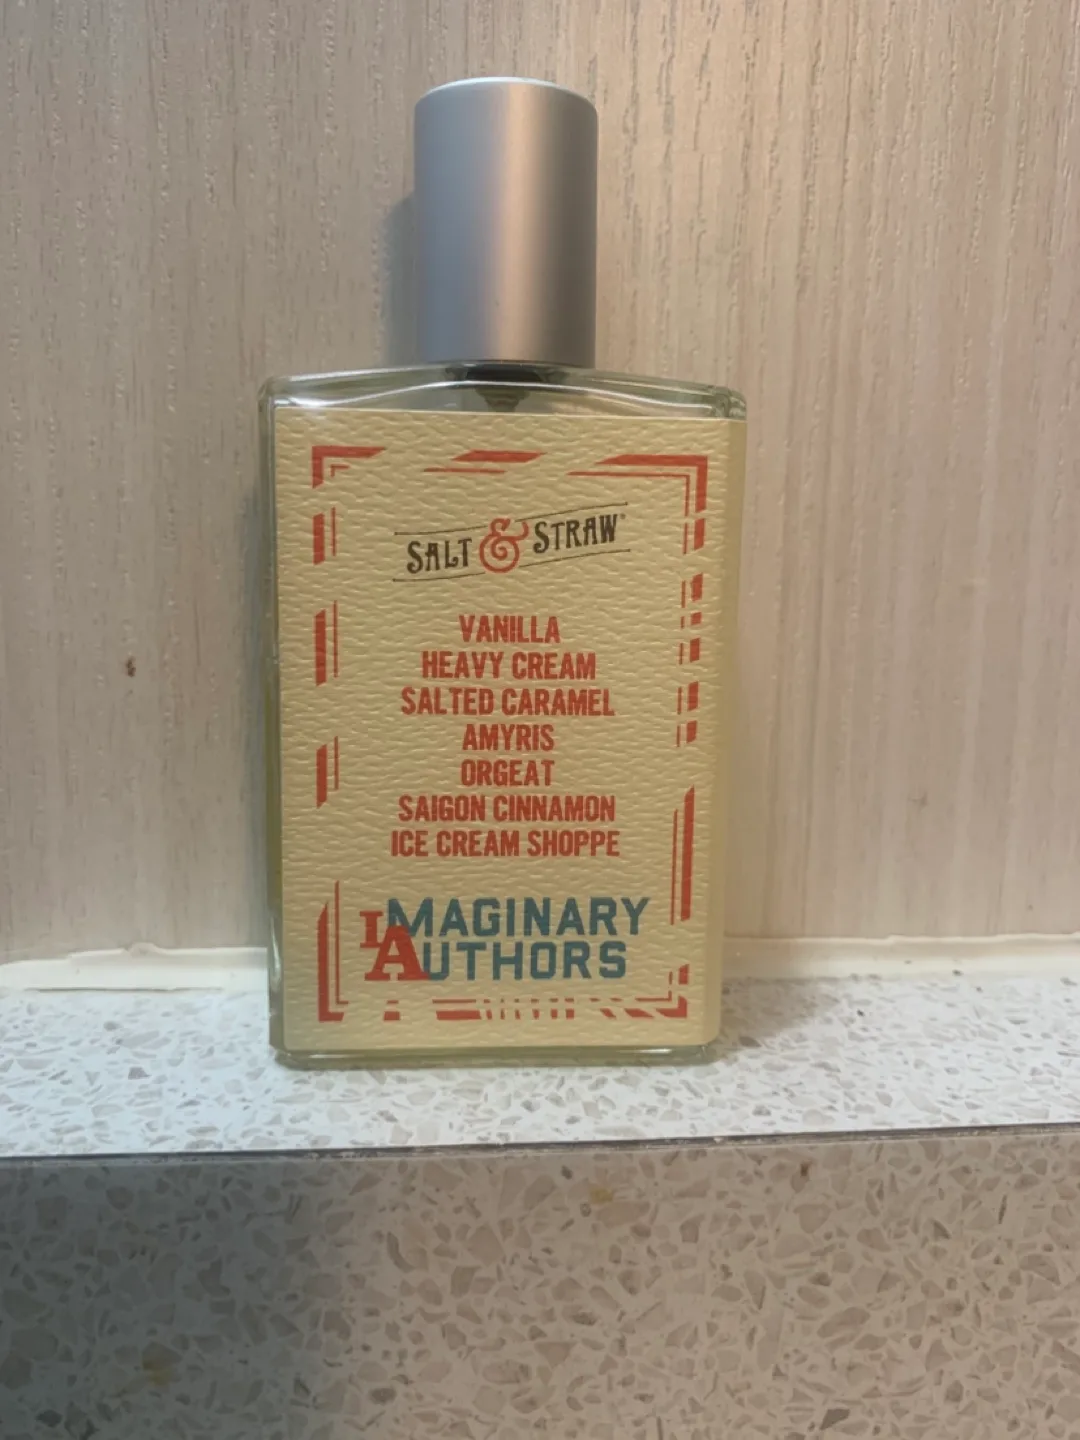 SALT & STRAW
VANILLA
HEAVY CREAM
SALTED CARAMEL
AMYRIS
ORGEAT
SAIGON CINNAMON
ICE CREAM SHOPPE
IMAGINARY
AUTHORS